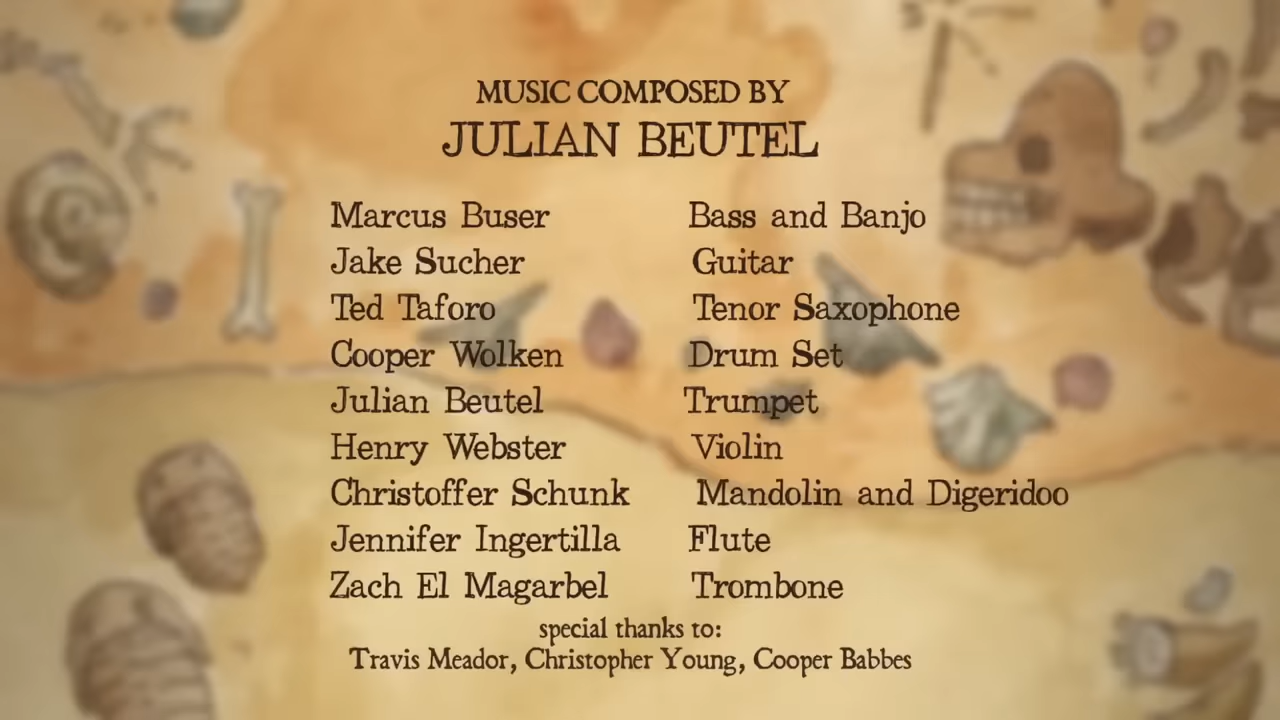 MUSIC COMPOSED BY
JULIAN BEUTEL
Marcus Buser Bass and Banjo
Jake Sucher Guitar
Ted Taforo Tenor Saxophone
Cooper Wolken Drum Set
Julian Beutel Trumpet
Henry Webster Violin
Christoffer Schunk Mandolin and Digeridoo
Jennifer Ingertilla Flute
Zach El Magarbel Trombone
special thanks to:
Travis Meador, Christopher Young, Cooper Babbes